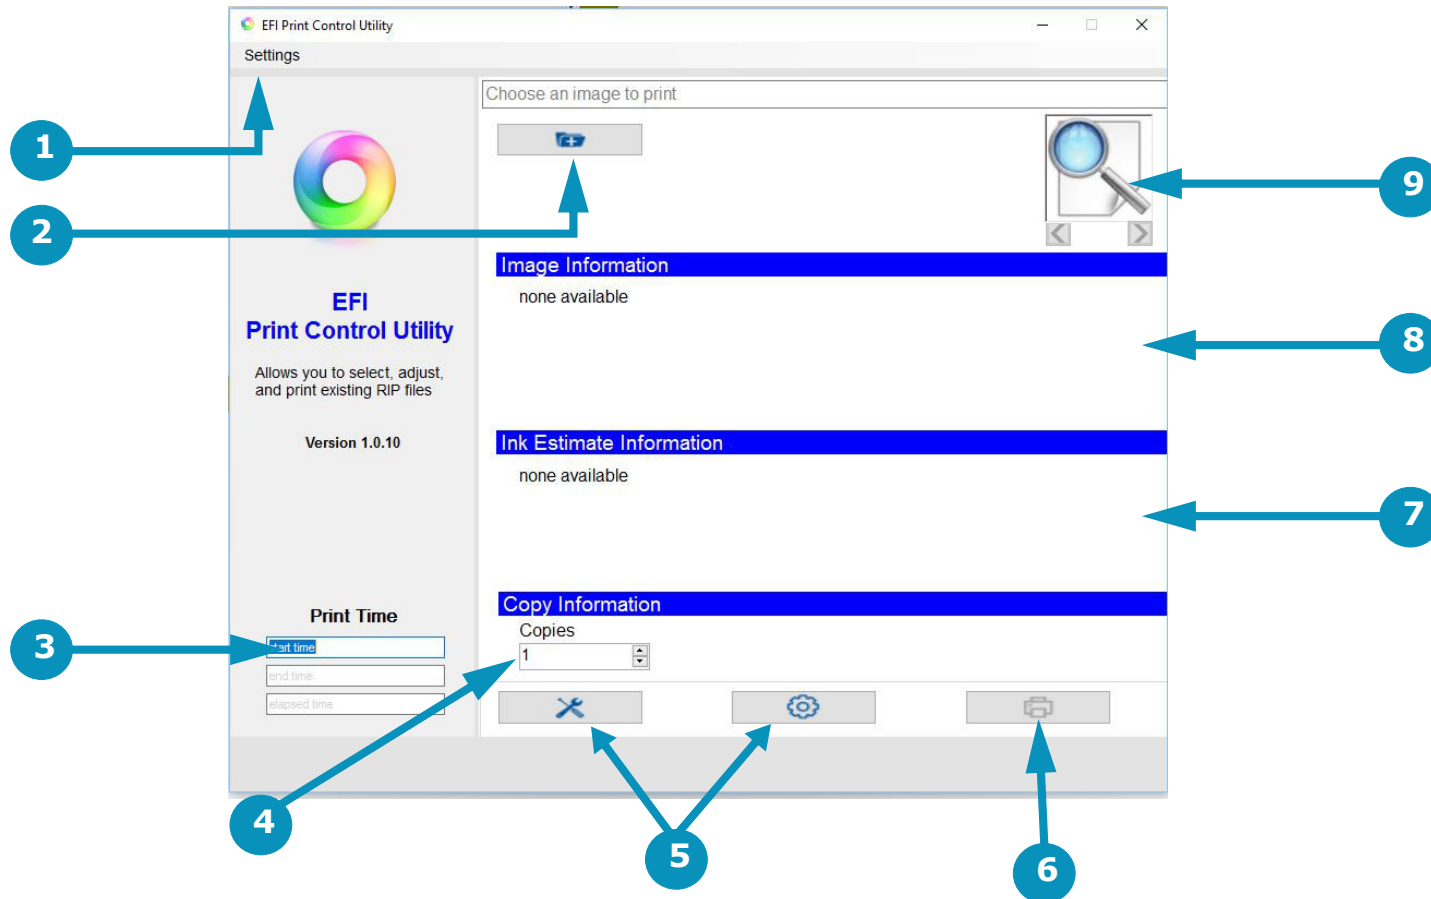 EFI Print Control Utility
Settings
Choose an image to print
1
2
9
Image Information
none available
EFI
Print Control Utility
8
Allows you to select, adjust,
and print existing RIP files
Version 1.0.10
Ink Estimate Information
none available
7
Print Time
Copy Information
Copies
3
start time
1
end time
elapsed time
4
5
6